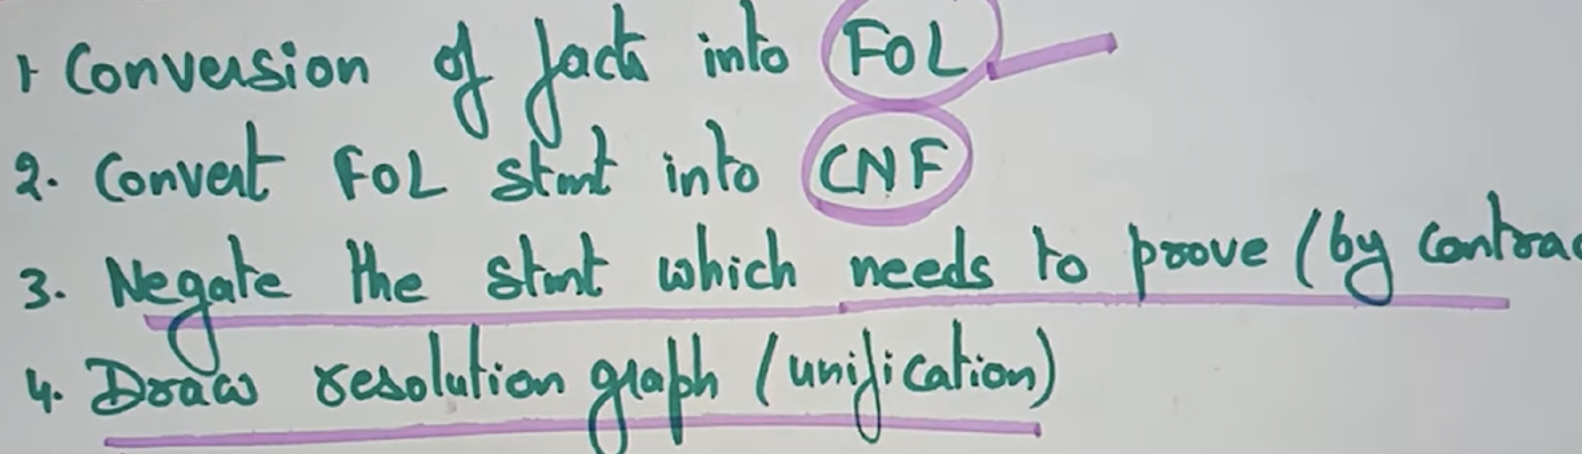 1. Conversion of facts into FOL
2. Convert FOL stmt into CNF
3. Negate the stmt which needs to prove (by contrac
4. Draw resolution graph (unification)